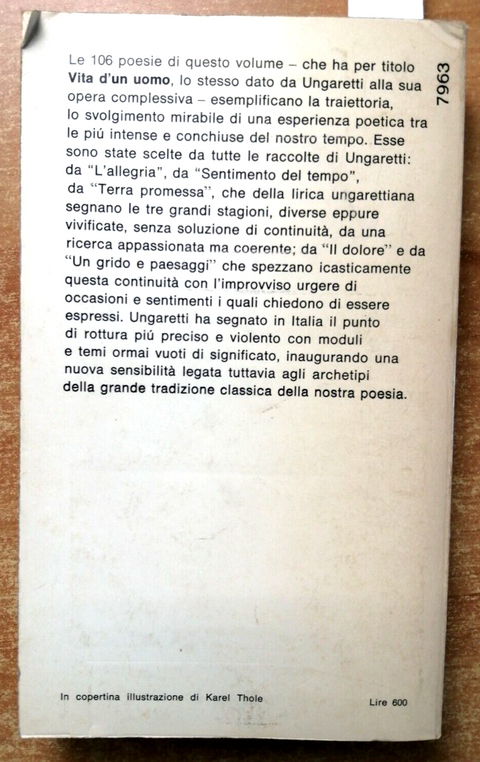 Le 106 poesie di questo volume – che ha per titolo
Vita d'un uomo, lo stesso dato da Ungaretti alla sua
opera complessiva – esemplificano la traiettoria,
lo svolgimento mirabile di una esperienza poetica tra
le piú intense e conchiuse del nostro tempo. Esse
sono state scelte da tutte le raccolte di Ungaretti:
da “L'allegria”, da “Sentimento del tempo”,
da “Terra promessa”, che della lirica ungarettiana
segnano le tre grandi stagioni, diverse eppure
vivificate, senza soluzione di continuità, da una
ricerca appassionata ma coerente; da “Il dolore” e da
“Un grido e paesaggi” che spezzano icasticamente
questa continuità con l'improvviso urgere di
occasioni e sentimenti i quali chiedono di essere
espressi. Ungaretti ha segnato in Italia il punto
di rottura piú preciso e violento con moduli
e temi ormai vuoti di significato, inaugurando una
nuova sensibilità legata tuttavia agli archetipi
della grande tradizione classica della nostra poesia.
7963
In copertina illustrazione di Karel Thole
Lire 600